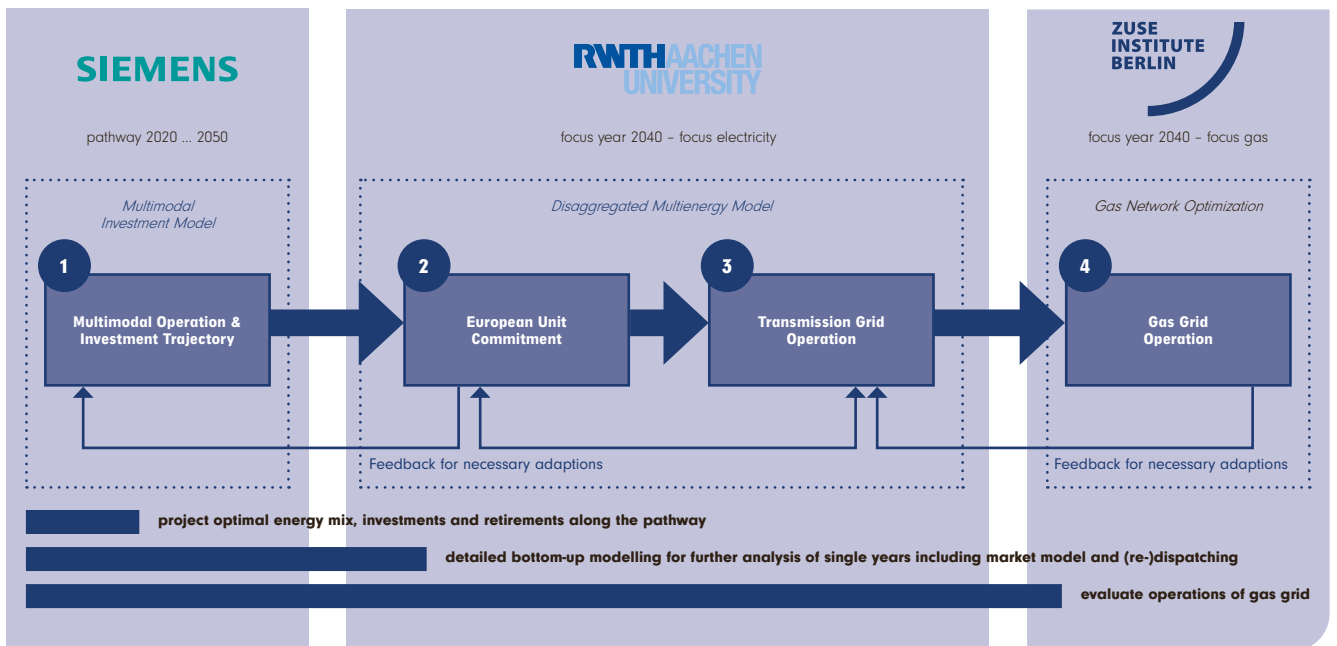 SIEMENS
pathway 2020 ... 2050
Multimodal
Investment Model
1
Multimodal Operation &
Investment Trajectory
RWTHAACHEN
UNIVERSITY
focus year 2040 – focus electricity
Disaggregated Multienergy Model
2
European Unit
Commitment
3
Transmission Grid
Operation
Feedback for necessary adaptions
ZUSE
INSTITUTE
BERLIN
focus year 2040 – focus gas
Gas Network Optimization
4
Gas Grid
Operation
Feedback for necessary adaptions
project optimal energy mix, investments and retirements along the pathway
detailed bottom-up modelling for further analysis of single years including market model and (re-)dispatching
evaluate operations of gas grid